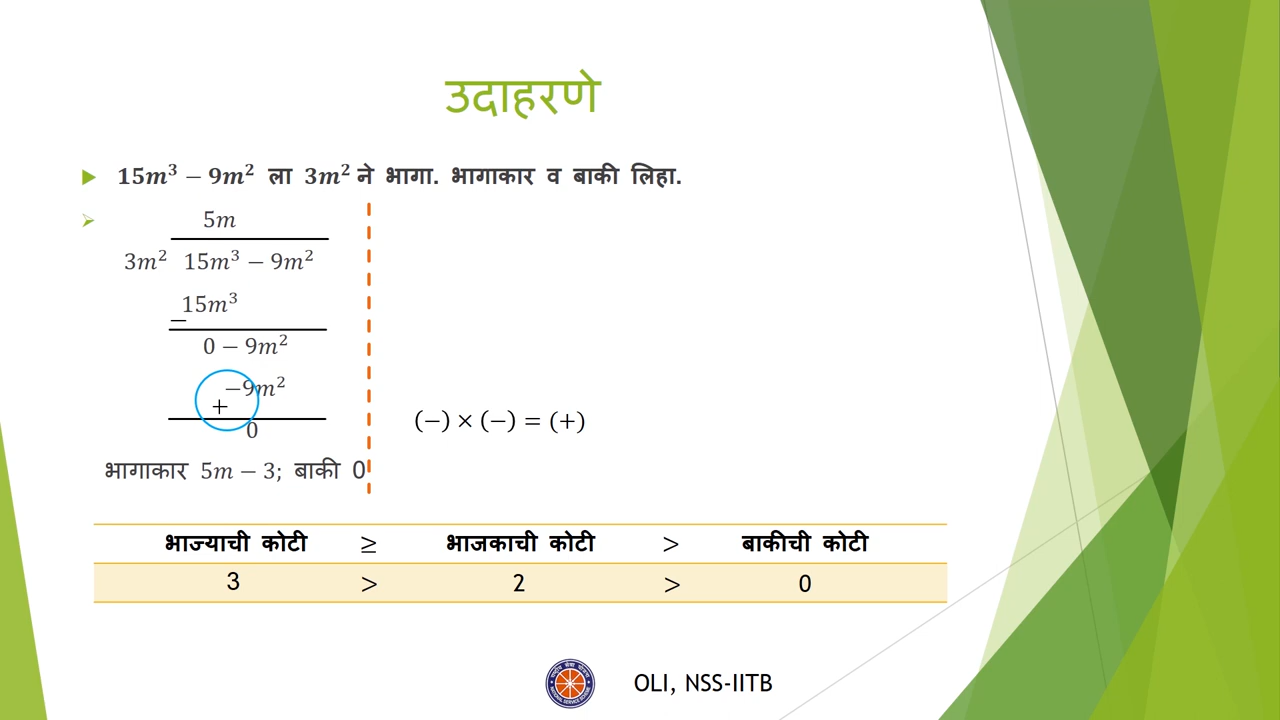 उदाहरणे
15m³ − 9m² ला 3m² ने भागा. भागाकार व बाकी लिहा.
5m
3m² 15m³ − 9m²
15m³
−
0 − 9m²
−9m²
+
0
(−) × (−) = (+)
भागाकार 5m − 3; बाकी 0
भाज्याची कोटी ≥ भाजकाची कोटी > बाकीची कोटी
3 > 2 > 0
OLI, NSS-IITB